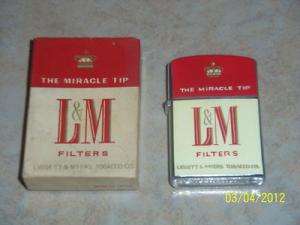 THE MIRACLE TIP
L&M
FILTERS
LIGGETT & MYERS TOBACCO CO.
THE MIRACLE TIP
L&M
FILTERS
LIGGETT & MYERS TOBACCO CO.
03/04/2012